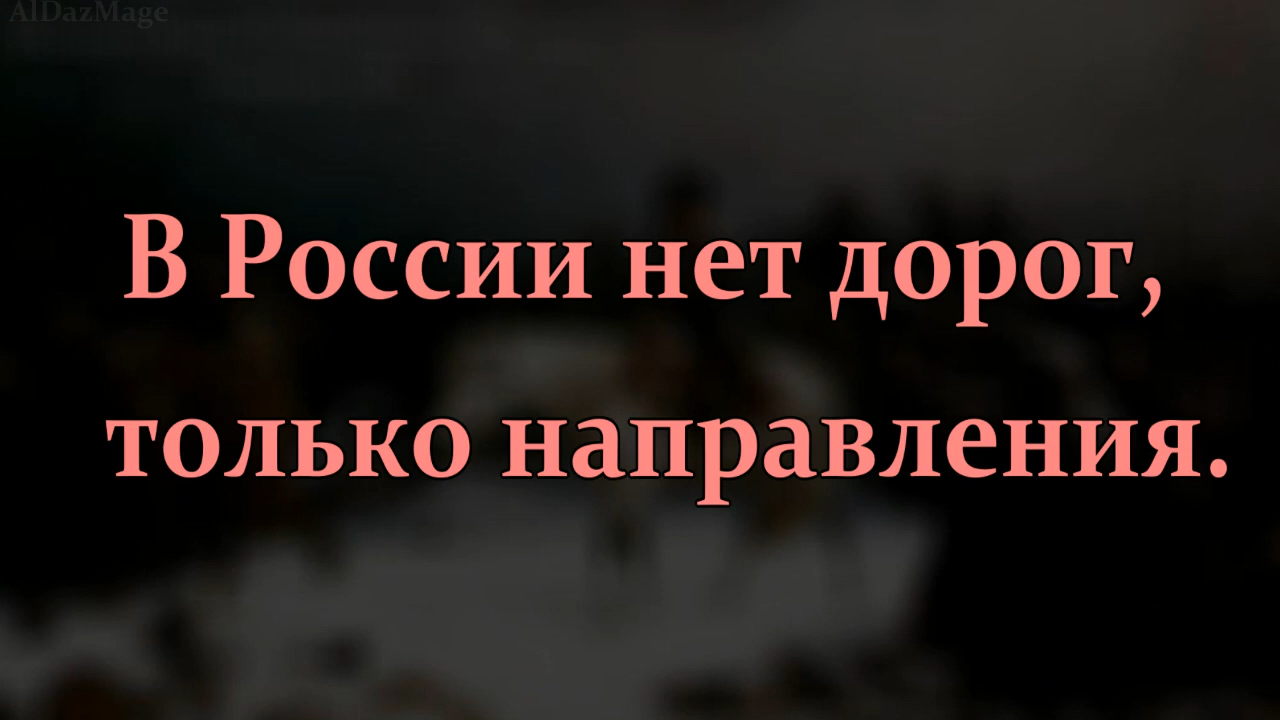 AlDazMage
В России нет дорог,
только направления.